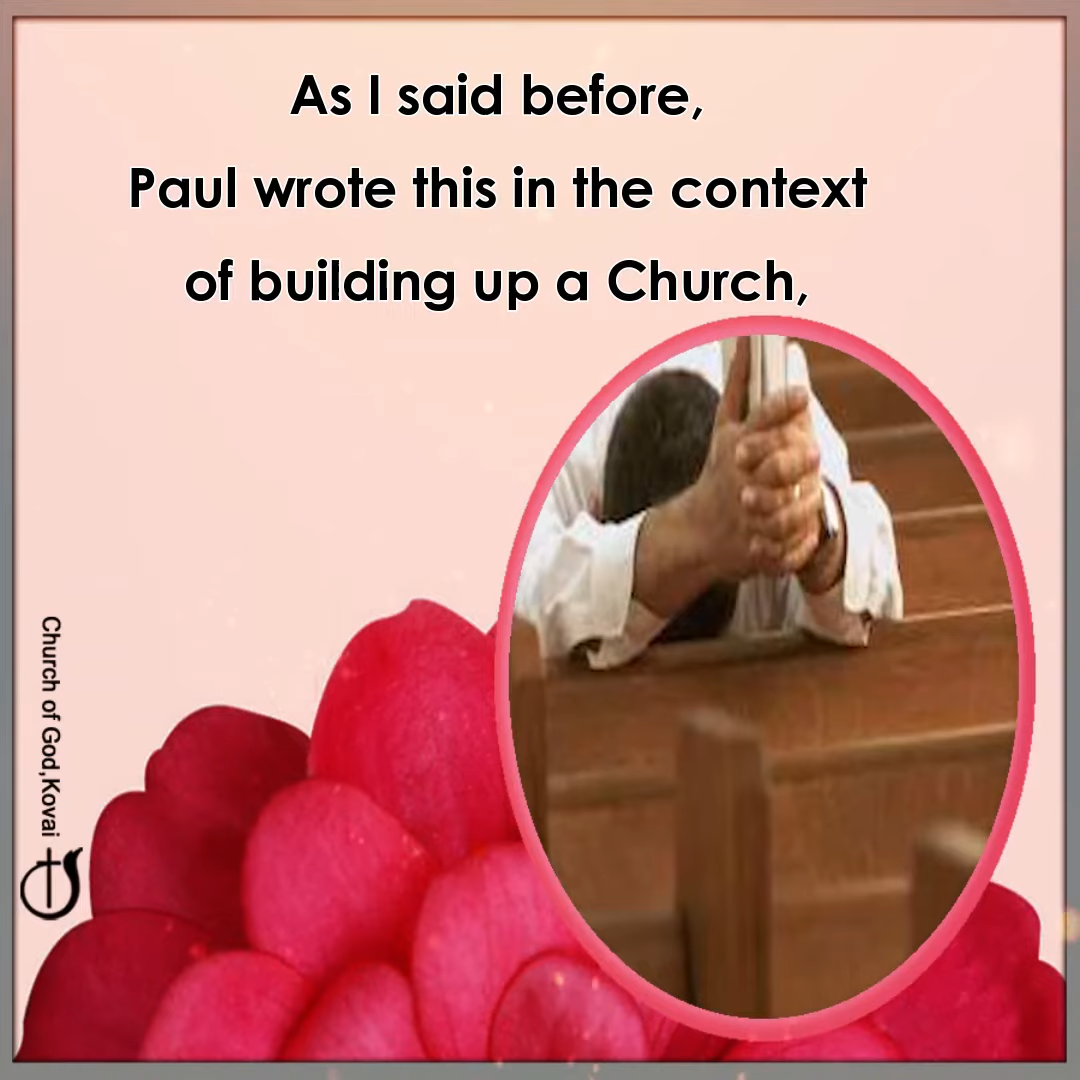 As I said before,
Paul wrote this in the context
of building up a Church,
Church of God,Kovai